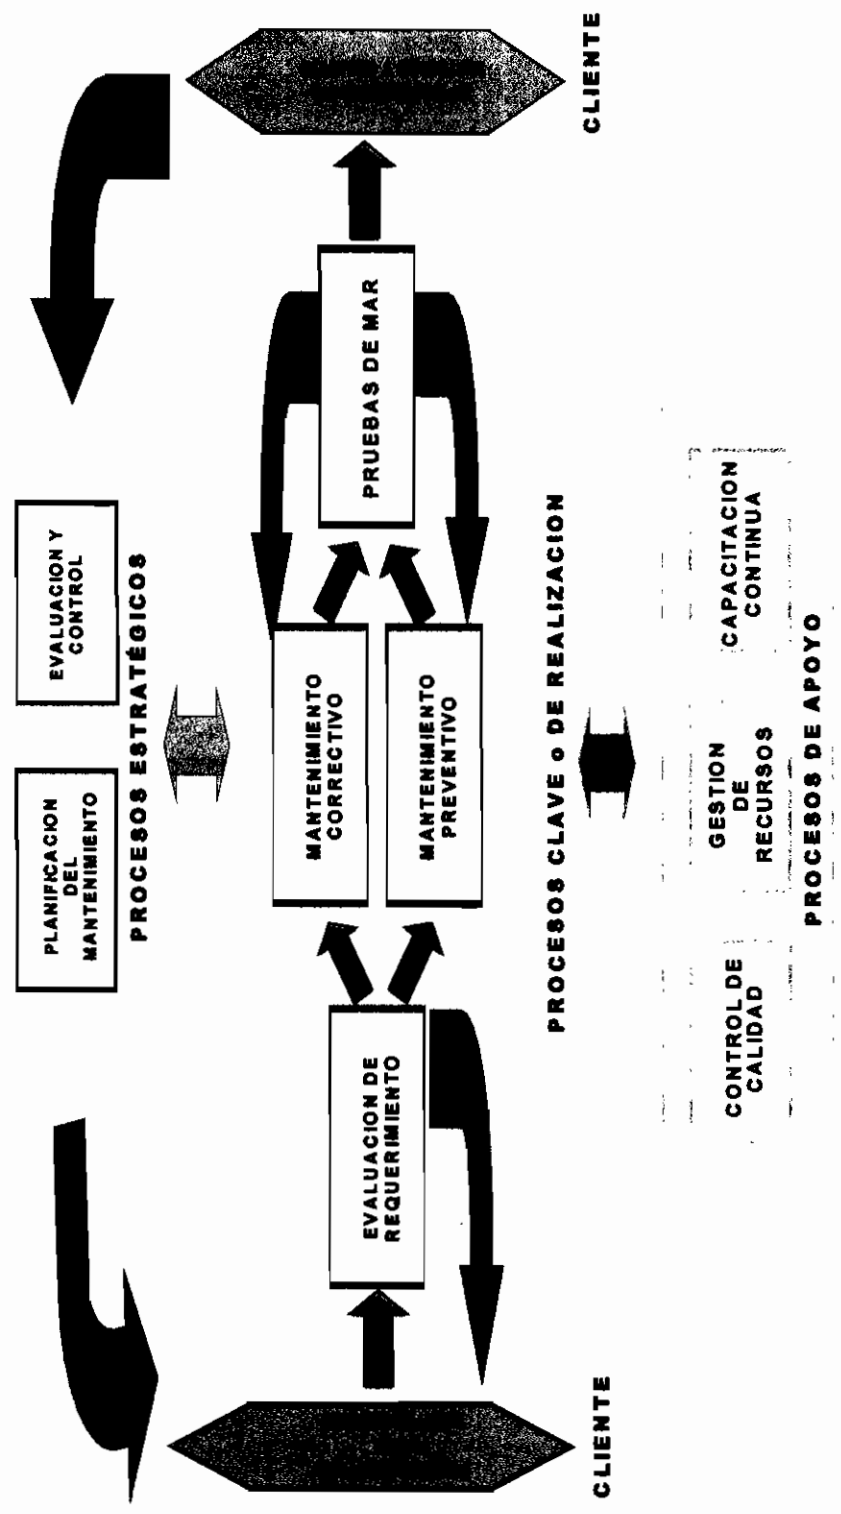 PLANIFICACION
DEL
MANTENIMIENTO
EVALUACION Y
CONTROL
PROCESOS ESTRATÉGICOS
EVALUACION DE
REQUERIMIENTO
MANTENIMIENTO
CORRECTIVO
MANTENIMIENTO
PREVENTIVO
PRUEBAS DE MAR
CLIENTE
CLIENTE
PROCESOS CLAVE o DE REALIZACION
CONTROL DE
CALIDAD
GESTION
DE
RECURSOS
CAPACITACION
CONTINUA
PROCESOS DE APOYO